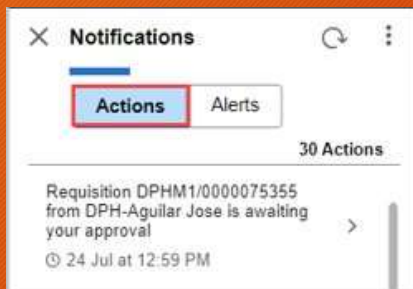 Notifications
Actions Alerts
30 Actions
Requisition DPHM1/0000075355
from DPH-Aguilar Jose is awaiting
your approval
24 Jul at 12:59 PM